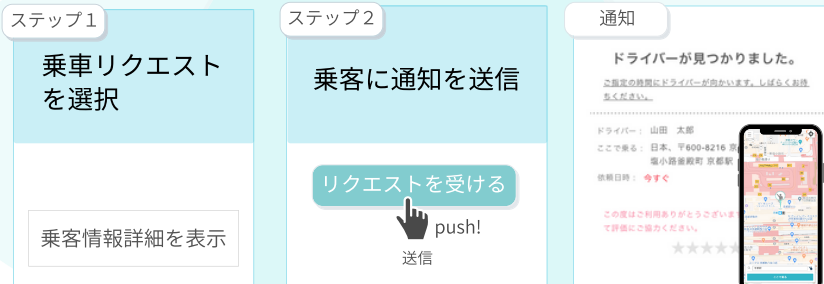 ステップ１
乗車リクエスト
を選択
乗客情報詳細を表示
ステップ２
乗客に通知を送信
リクエストを受ける
push!
送信
通知
ドライバーが見つかりました。
ご指定の時間にドライバーが向かいます。しばらくお待
ちください。
ドライバー： 山田 太郎
ここで乗る： 日本、〒600-8216 京
塩小路釜殿町 京都駅
依頼日時： 今すぐ
この度はご利用ありがとうございま
て評価にご協力ください。